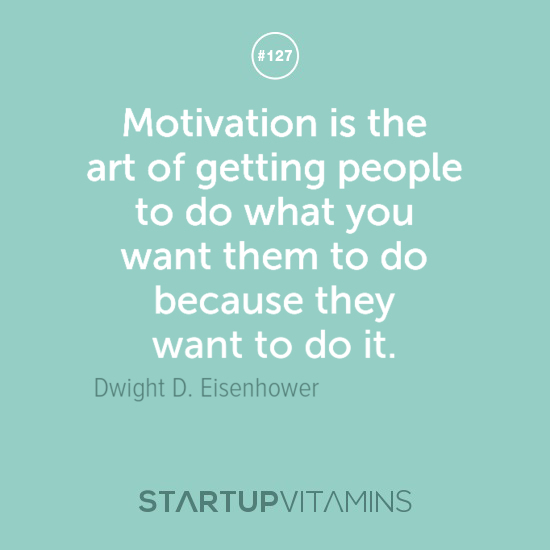 #127
Motivation is the
art of getting people
to do what you
want them to do
because they
want to do it.
Dwight D. Eisenhower
STARTUPVITAMINS